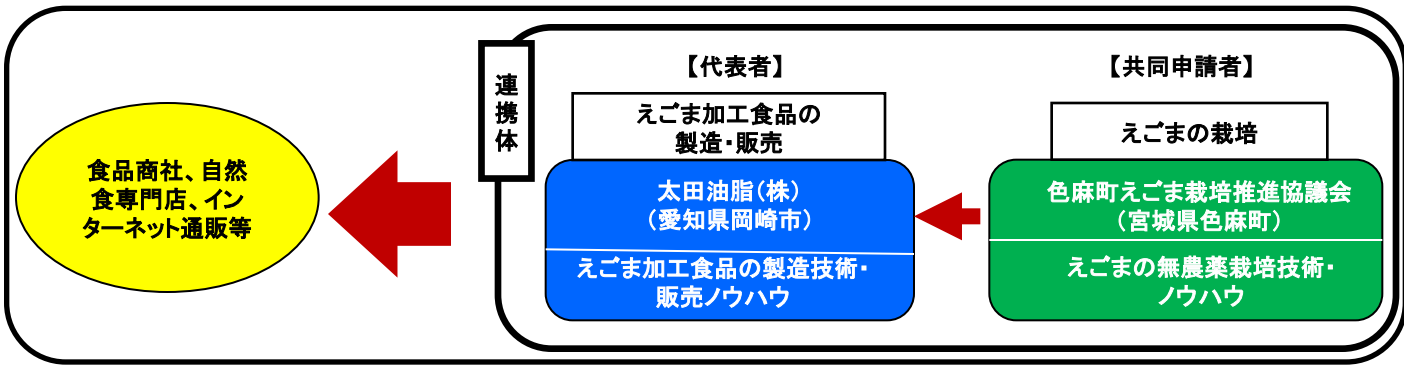 連携体
【代表者】
えごま加工食品の
製造・販売
太田油脂（株）
（愛知県岡崎市）
えごま加工食品の製造技術・
販売ノウハウ
【共同申請者】
えごまの栽培
色麻町えごま栽培推進協議会
（宮城県色麻町）
えごまの無農薬栽培技術・
ノウハウ
食品商社、自然
食専門店、イン
ターネット通販等